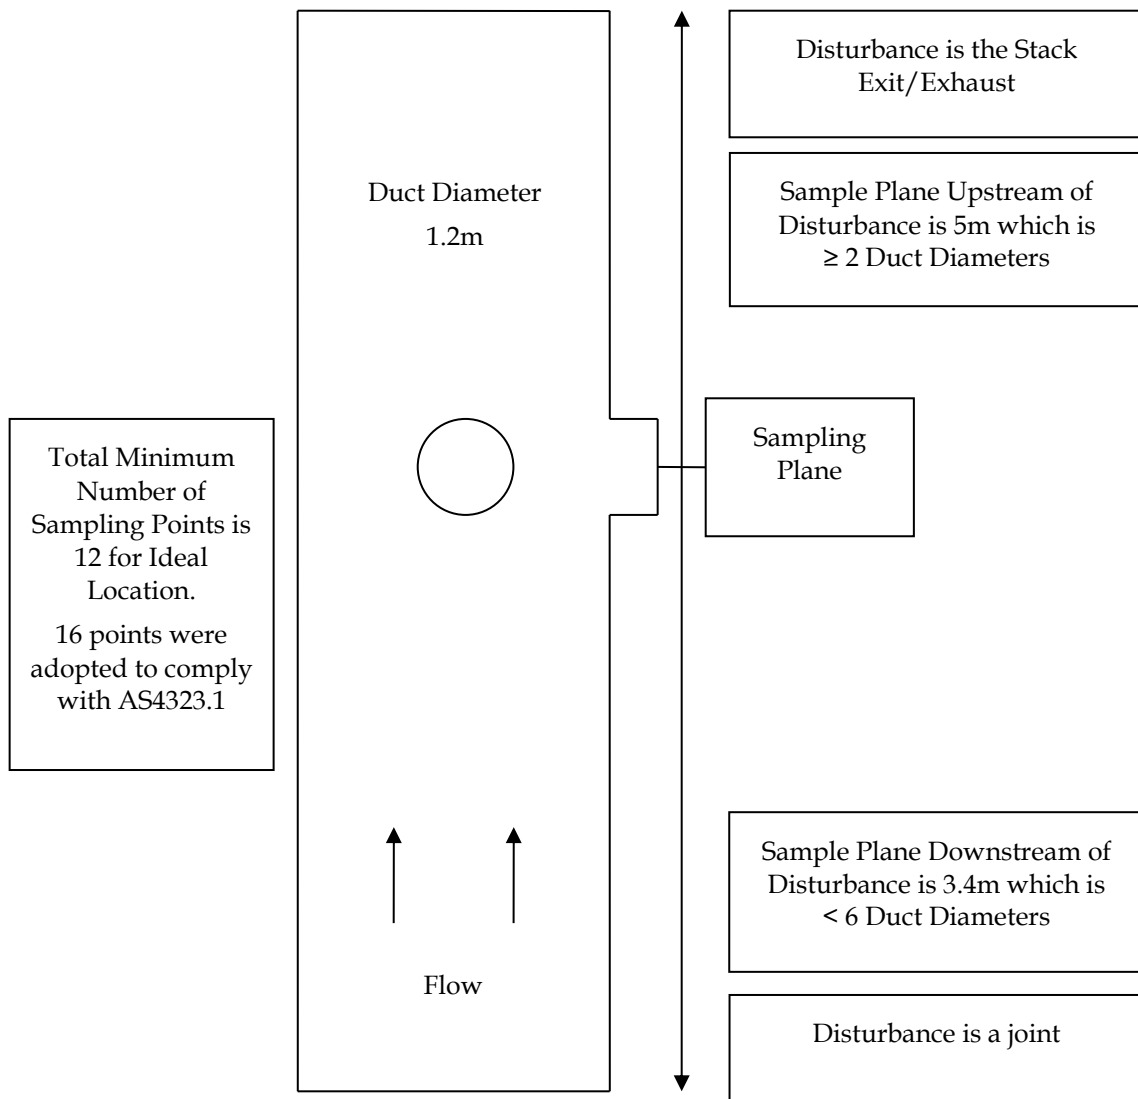 Disturbance is the Stack
Exit/Exhaust
Duct Diameter
1.2m
Sample Plane Upstream of
Disturbance is 5m which is
≥ 2 Duct Diameters
Total Minimum
Number of
Sampling Points is
12 for Ideal
Location.
16 points were
adopted to comply
with AS4323.1
Sampling
Plane
Sample Plane Downstream of
Disturbance is 3.4m which is
< 6 Duct Diameters
Flow
Disturbance is a joint